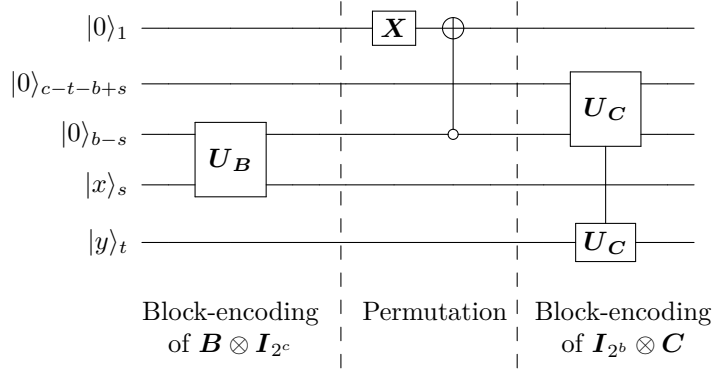 |0⟩₁
X
|0⟩_{c−t−b+s}
U_C
|0⟩_{b−s}
U_B
|x⟩_s
|y⟩_t
U_C
Block-encoding
of B ⊗ I_{2^c}
Permutation
Block-encoding
of I_{2^b} ⊗ C